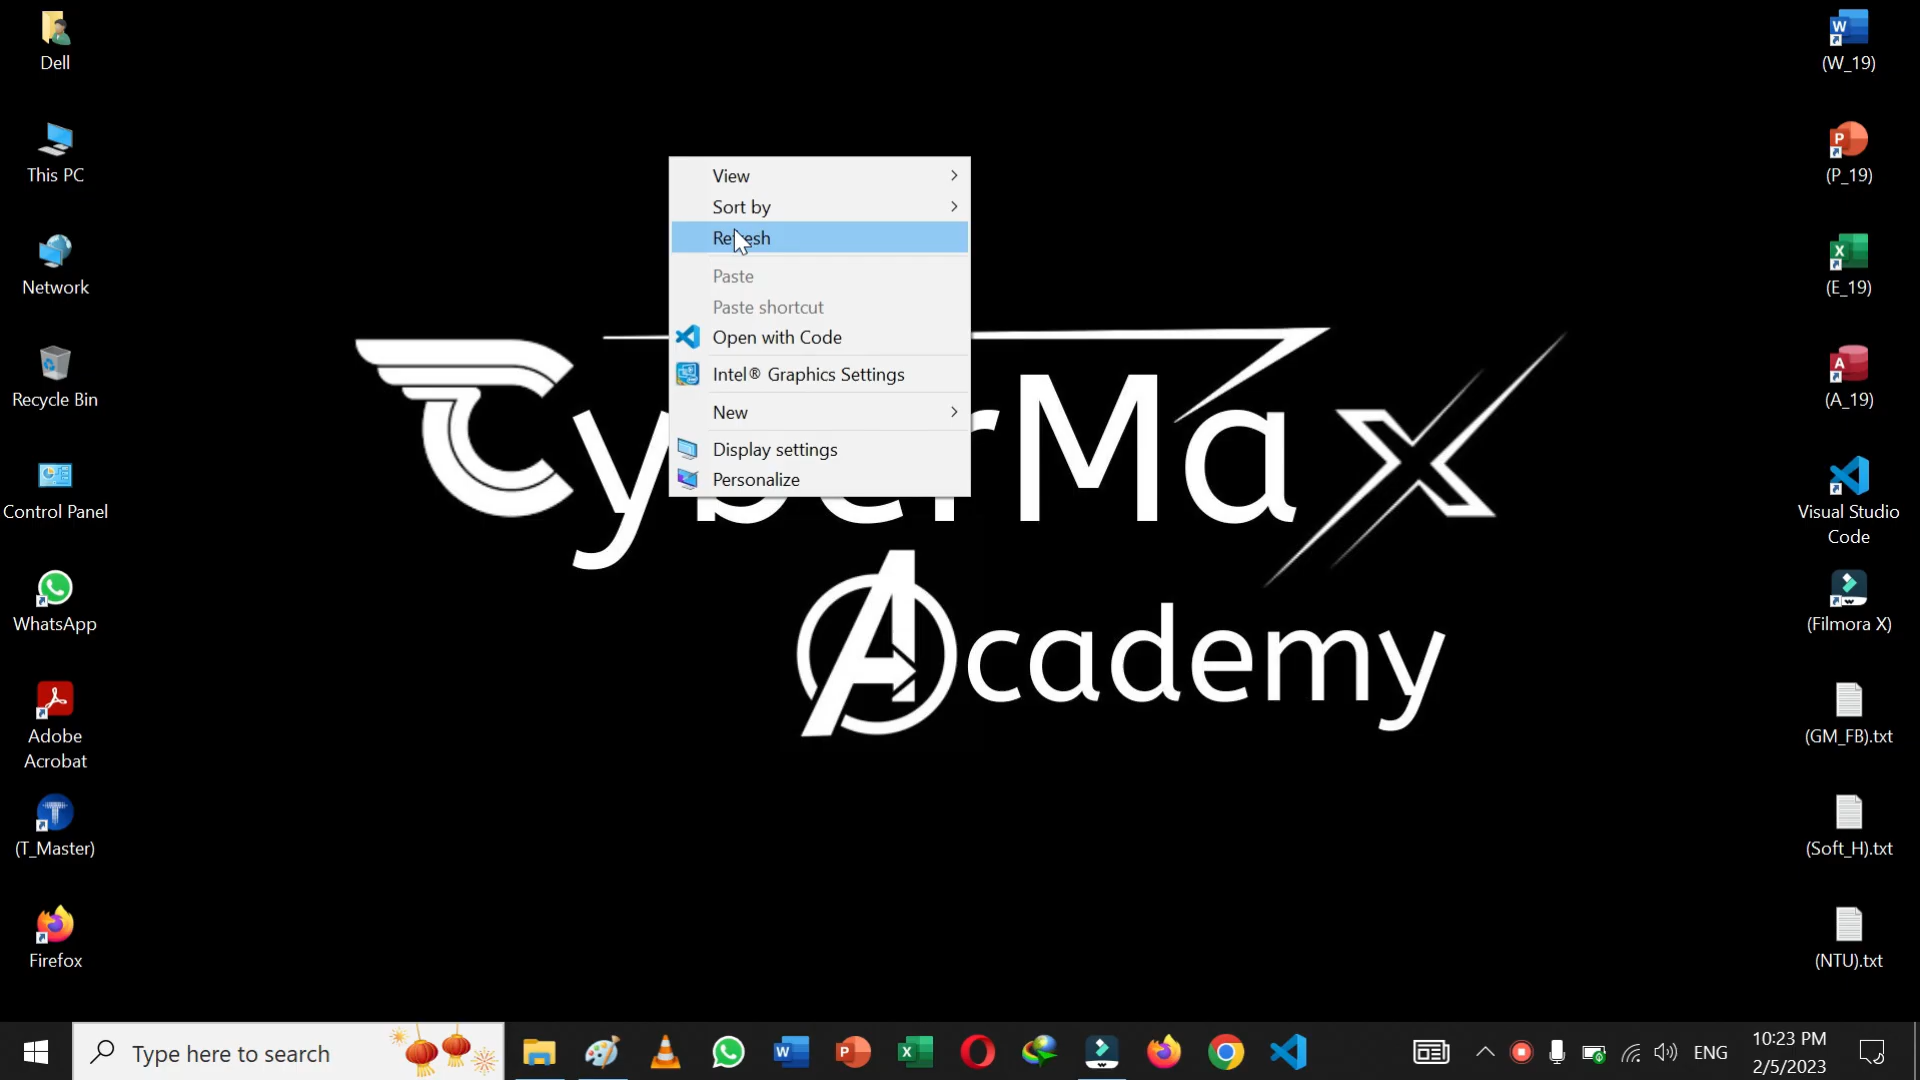 Dell
This PC
Network
Recycle Bin
Control Panel
WhatsApp
Adobe
Acrobat
(T_Master)
Firefox
View
Sort by
Refresh
Paste
Paste shortcut
Open with Code
Intel® Graphics Settings
New
Display settings
Personalize
CyberMax
Academy
(W_19)
(P_19)
(E_19)
(A_19)
Visual Studio
Code
(Filmora X)
(GM_FB).txt
(Soft_H).txt
(NTU).txt
Type here to search
ENG
10:23 PM
2/5/2023